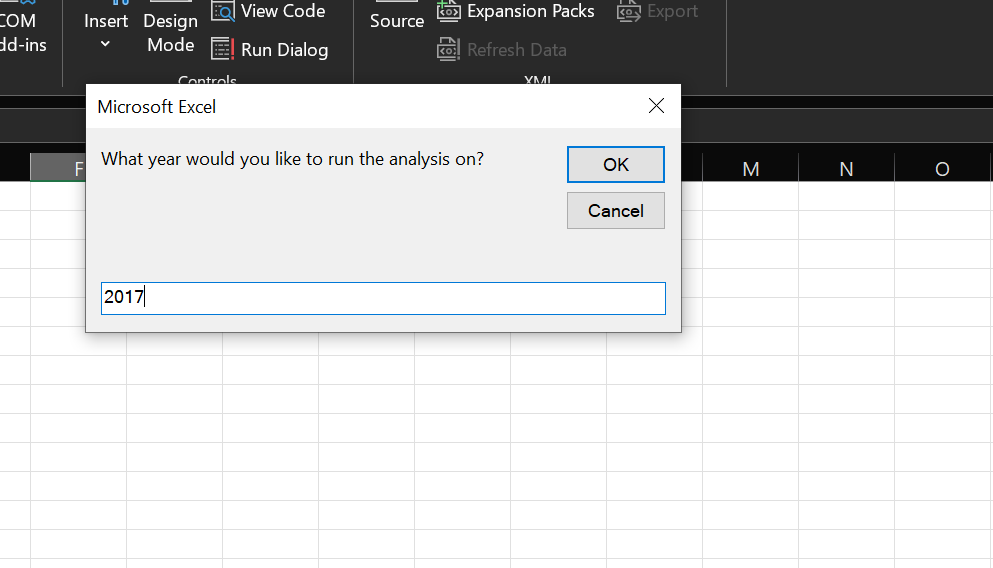 COM
dd-ins
Insert
Design
Mode
View Code
Run Dialog
Controls
Source
Expansion Packs
Refresh Data
Export
XML
Microsoft Excel
What year would you like to run the analysis on?
OK
Cancel
2017
F
M
N
O